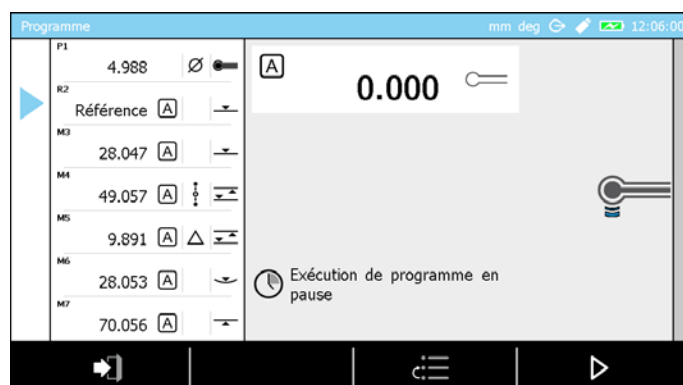 Programme
mm deg 12:06:00
P1
4.988
R2
Référence A
M3
28.047 A
M4
49.057 A
M5
9.891 A
M6
28.053 A
M7
70.056 A
A
0.000
Exécution de programme en
pause